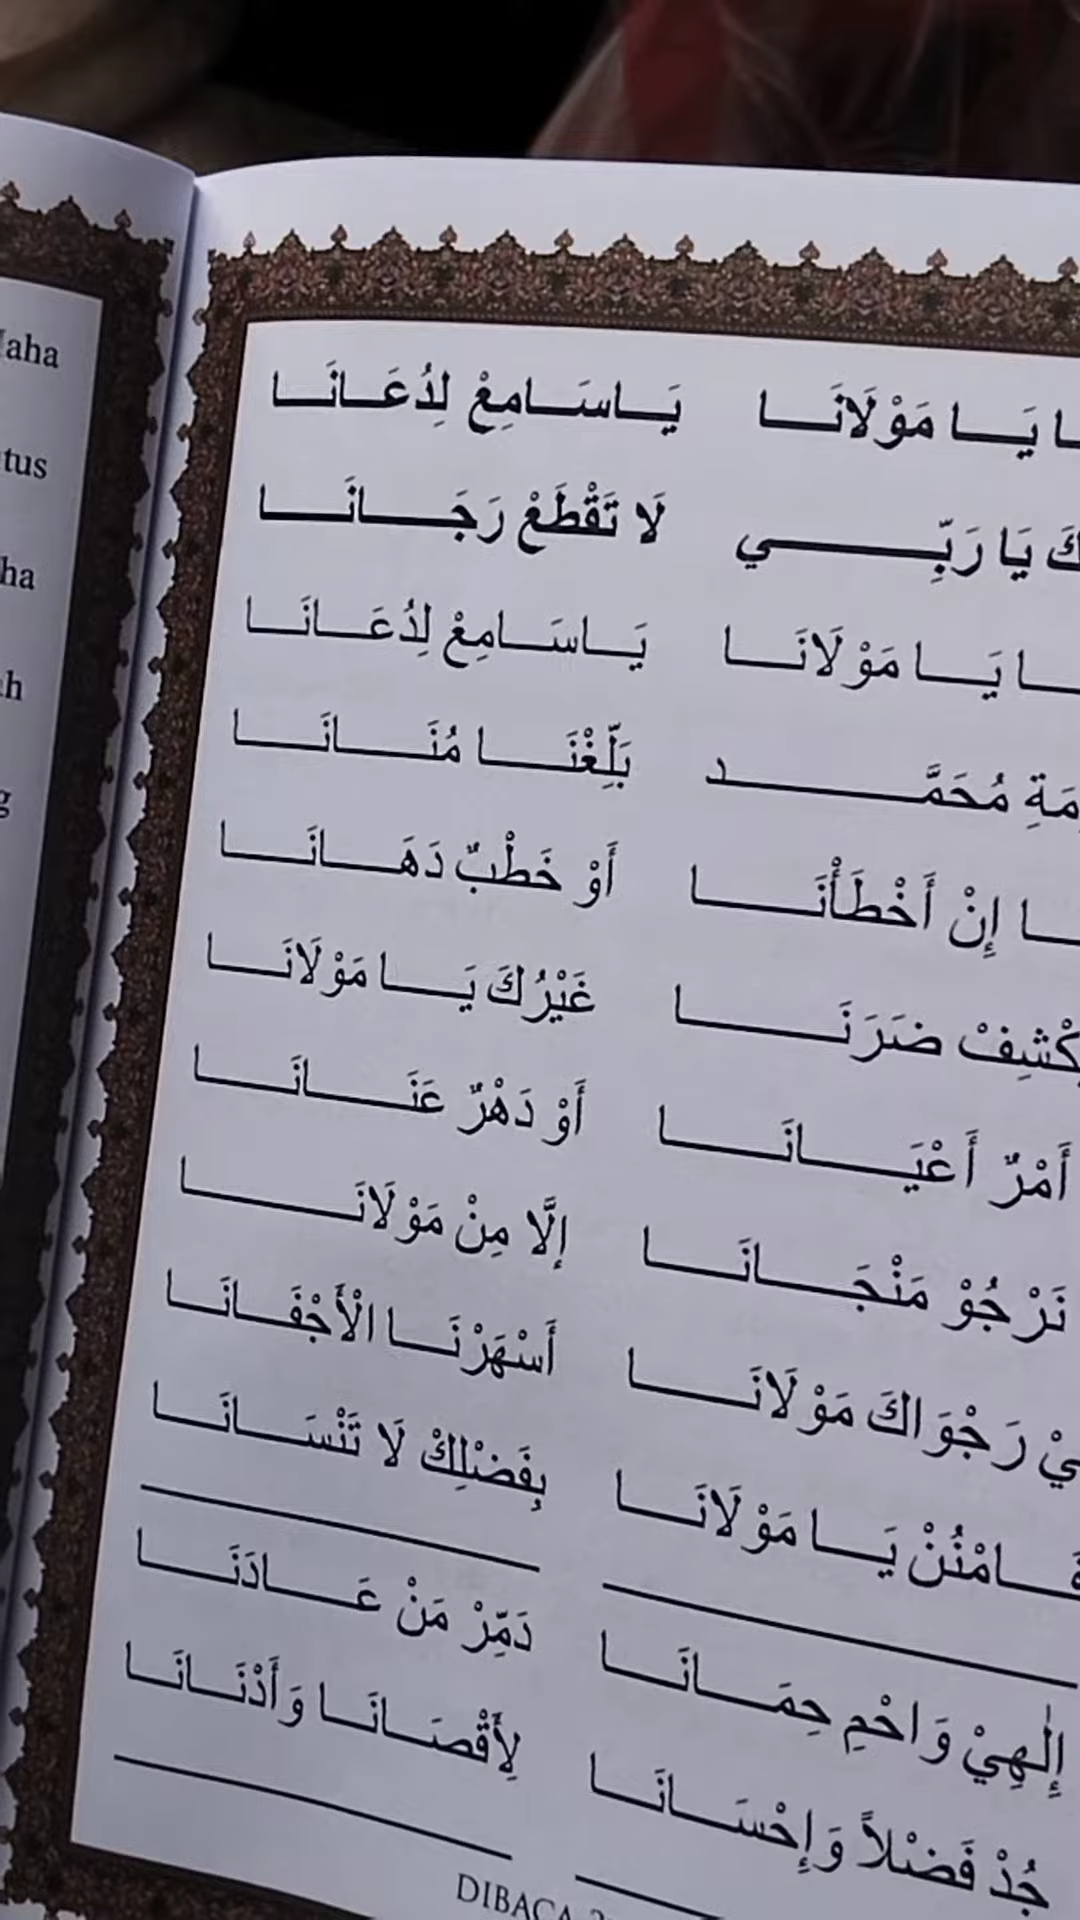 aha
tus
ha
h
g
يَا مَوْلَانَا يَاسَامِعْ لِدُعَانَا
يَا رَبِّي لَا تَقْطَعْ رَجَانَا
يَا مَوْلَانَا يَاسَامِعْ لِدُعَانَا
مُحَمَّد بَلِّغْنَا مُنَانَا
إِنْ أَخْطَأْنَا أَوْ خَطْبٌ دَهَانَا
ضَرَنَا غَيْرُكَ يَا مَوْلَانَا
أَمْرٌ أَعْيَانَا أَوْ دَهْرٌ عَنَانَا
نَرْجُوْ مَنْجَانَا إِلَّا مِنْ مَوْلَانَا
رَجْوَاكَ مَوْلَانَا أَسْهَرْنَا الْأَجْفَانَا
فَامْنُنْ يَا مَوْلَانَا بِفَضْلِكْ لَا تَنْسَانَا
إِلٰهِيْ وَاحْمِ حِمَانَا دَمِّرْ مَنْ عَادَنَا
جُدْ فَضْلاً وَإِحْسَانَا لِأَقْصَانَا وَأَدْنَانَا
DIBACA